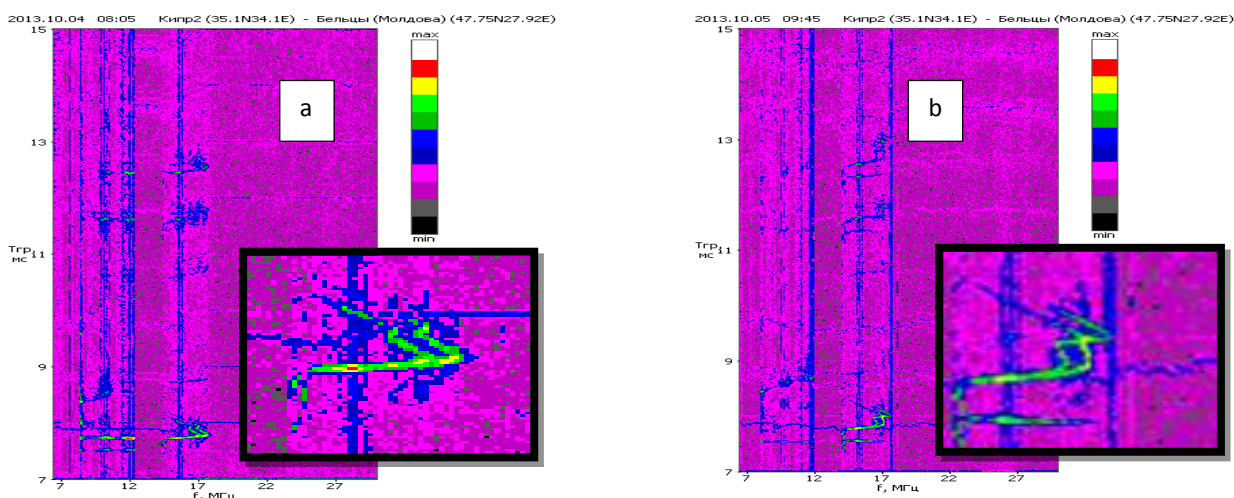 2013.10.04 08:05 Кипр2 (35.1N34.1E) - Бельцы (Молдова) (47.75N27.92E)
15
13
Тгр,
мс
11
9
7
7 12 17 22 27
f, МГц
max
min
a
2013.10.05 09:45 Кипр2 (35.1N34.1E) - Бельцы (Молдова) (47.75N27.92E)
15
13
Тгр,
мс
11
9
7
7 12 17 22 27
f, МГц
max
min
b